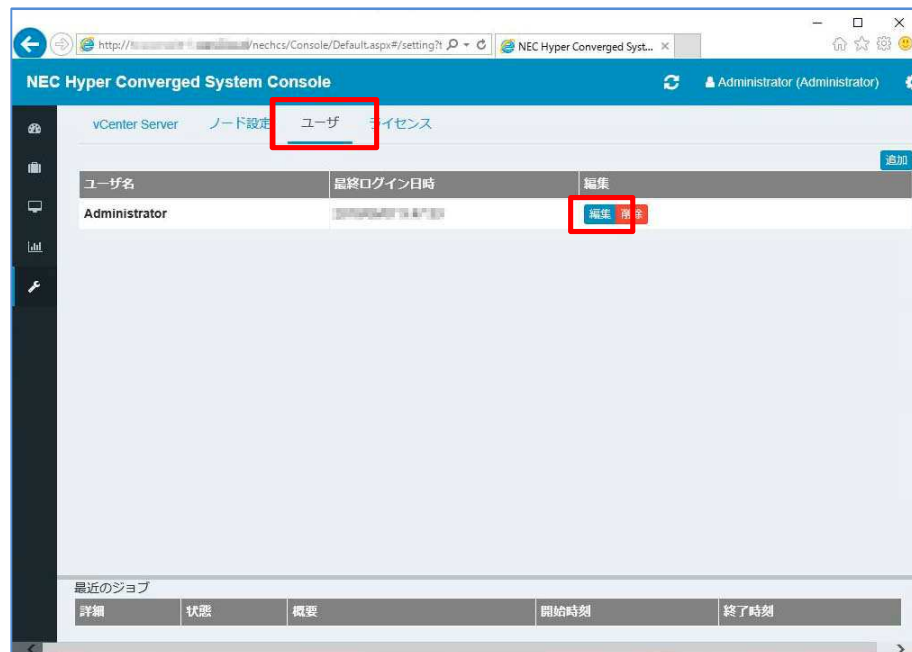 http:// /nechcs/Console/Default.aspx#/setting?t
NEC Hyper Converged Syst...
NEC Hyper Converged System Console
Administrator (Administrator)
vCenter Server ノード設定 ユーザ ライセンス
追加
ユーザ名 最終ログイン日時 編集
Administrator 編集 削除
最近のジョブ
詳細 状態 概要 開始時刻 終了時刻